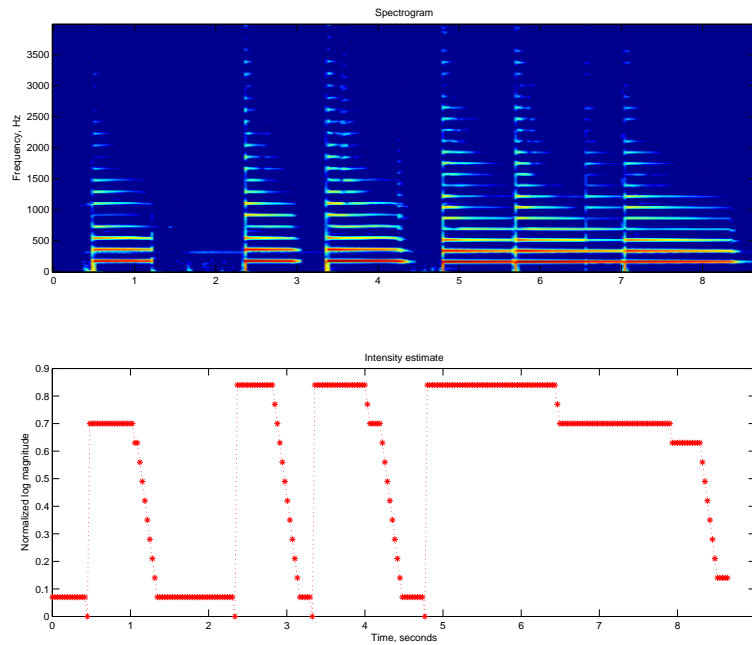 Spectrogram
4000
3500
3000
2500
2000
1500
1000
500
0
Frequency, Hz
0 1 2 3 4 5 6 7 8
Intensity estimate
0.9
0.8
0.7
0.6
0.5
0.4
0.3
0.2
0.1
0
Normalized log magnitude
0 1 2 3 4 5 6 7 8
Time, seconds